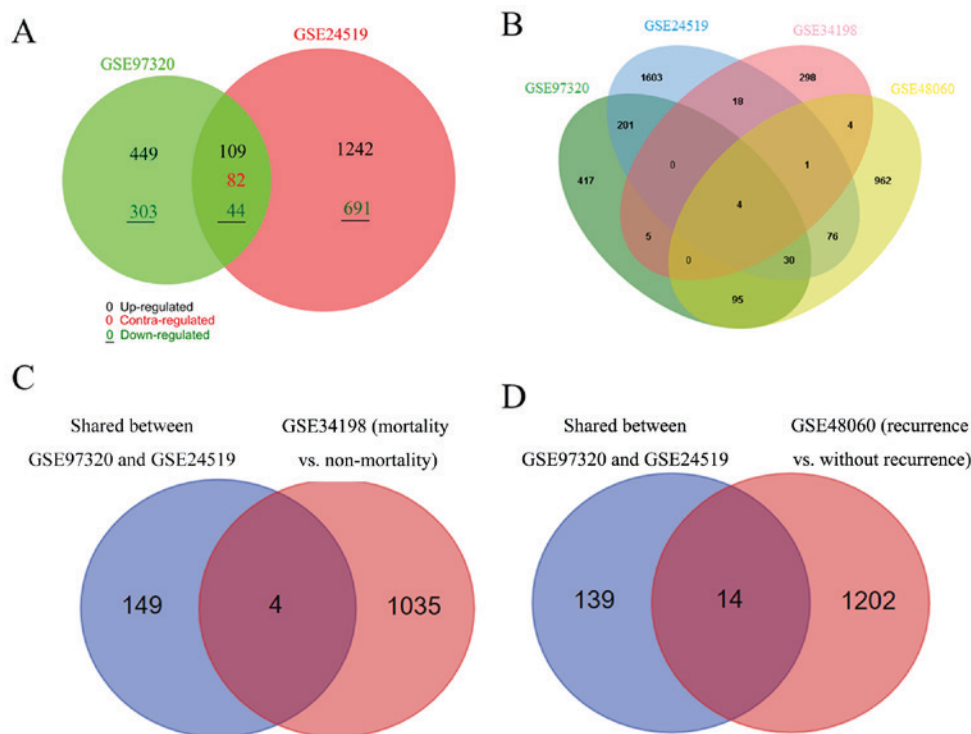 A
GSE97320
GSE24519
449
109
1242
82
303
44
691
0 Up-regulated
0 Contra-regulated
0 Down-regulated
B
GSE24519
GSE34198
GSE97320
GSE48060
1603
298
18
201
4
0
1
417
962
4
5
76
0
30
95
C
Shared between
GSE97320 and GSE24519
GSE34198 (mortality
vs. non-mortality)
149
4
1035
D
Shared between
GSE97320 and GSE24519
GSE48060 (recurrence
vs. without recurrence)
139
14
1202